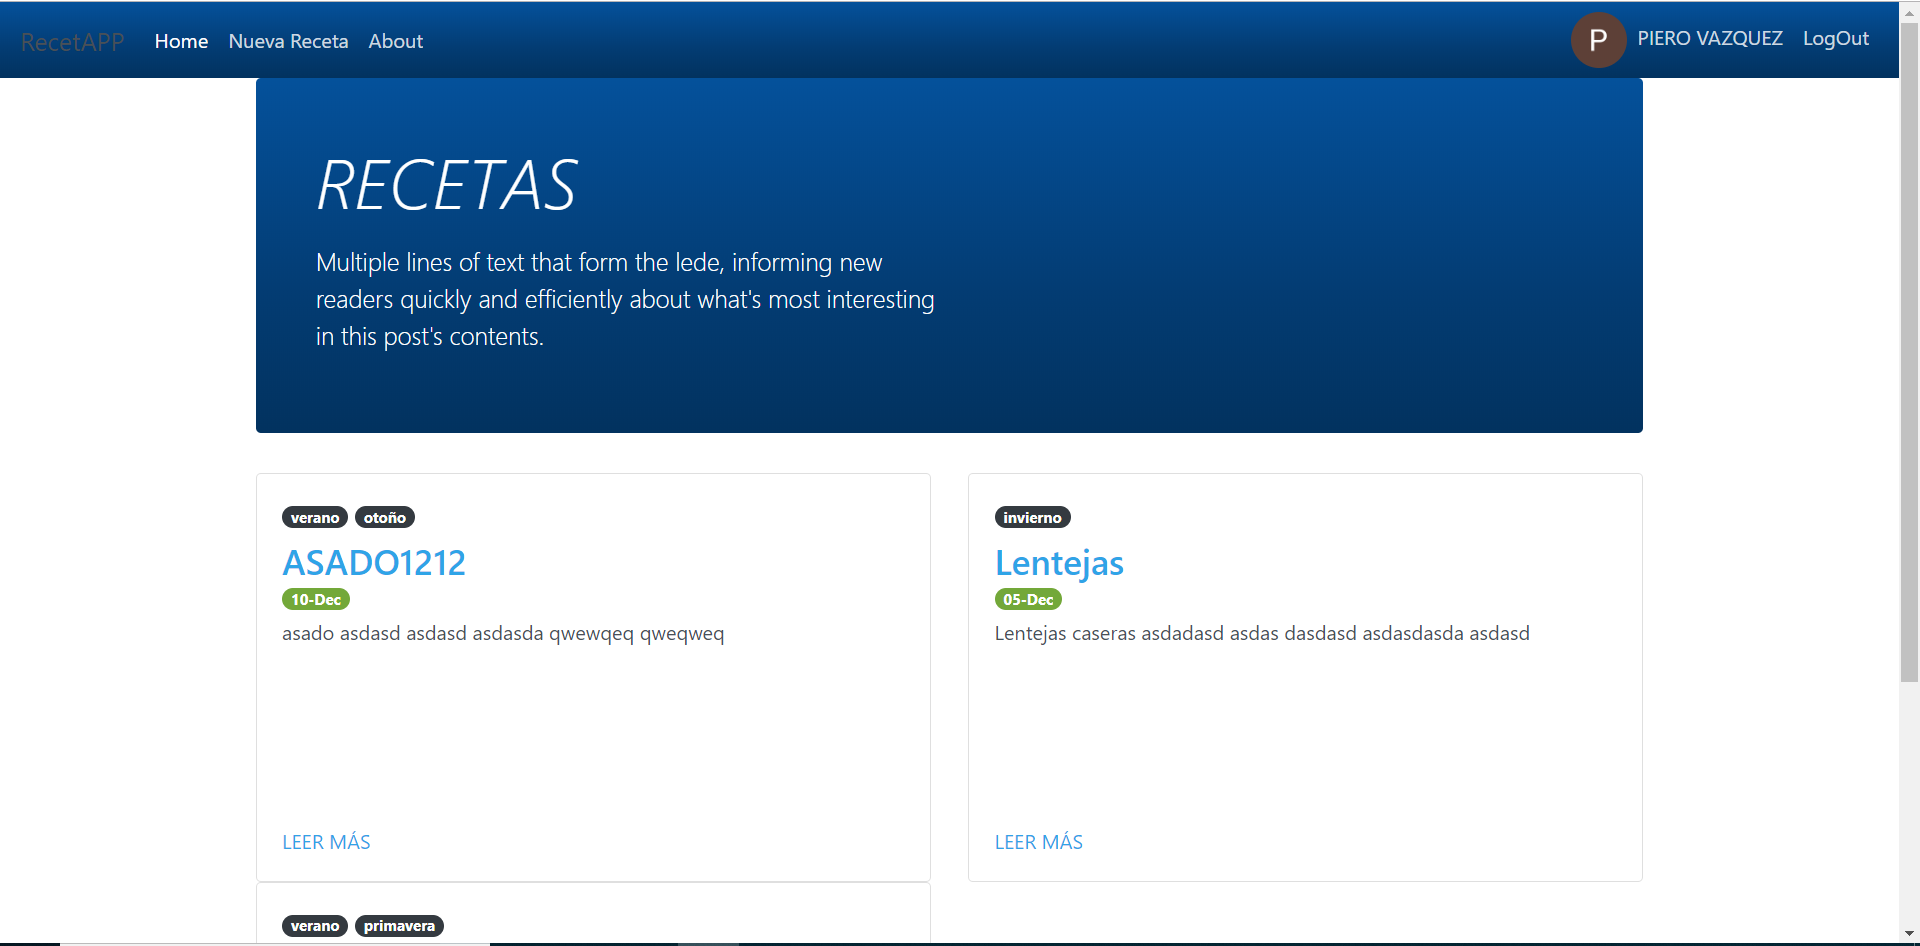 RecetAPP Home Nueva Receta About P PIERO VAZQUEZ LogOut
RECETAS
Multiple lines of text that form the lede, informing new
readers quickly and efficiently about what's most interesting
in this post's contents.
verano otoño
ASADO1212
10-Dec
asado asdasd asdasd asdasda qwewqeq qweqweq
LEER MÁS
invierno
Lentejas
05-Dec
Lentejas caseras asdadasd asdas dasdasd asdasdasda asdasd
LEER MÁS
verano primavera